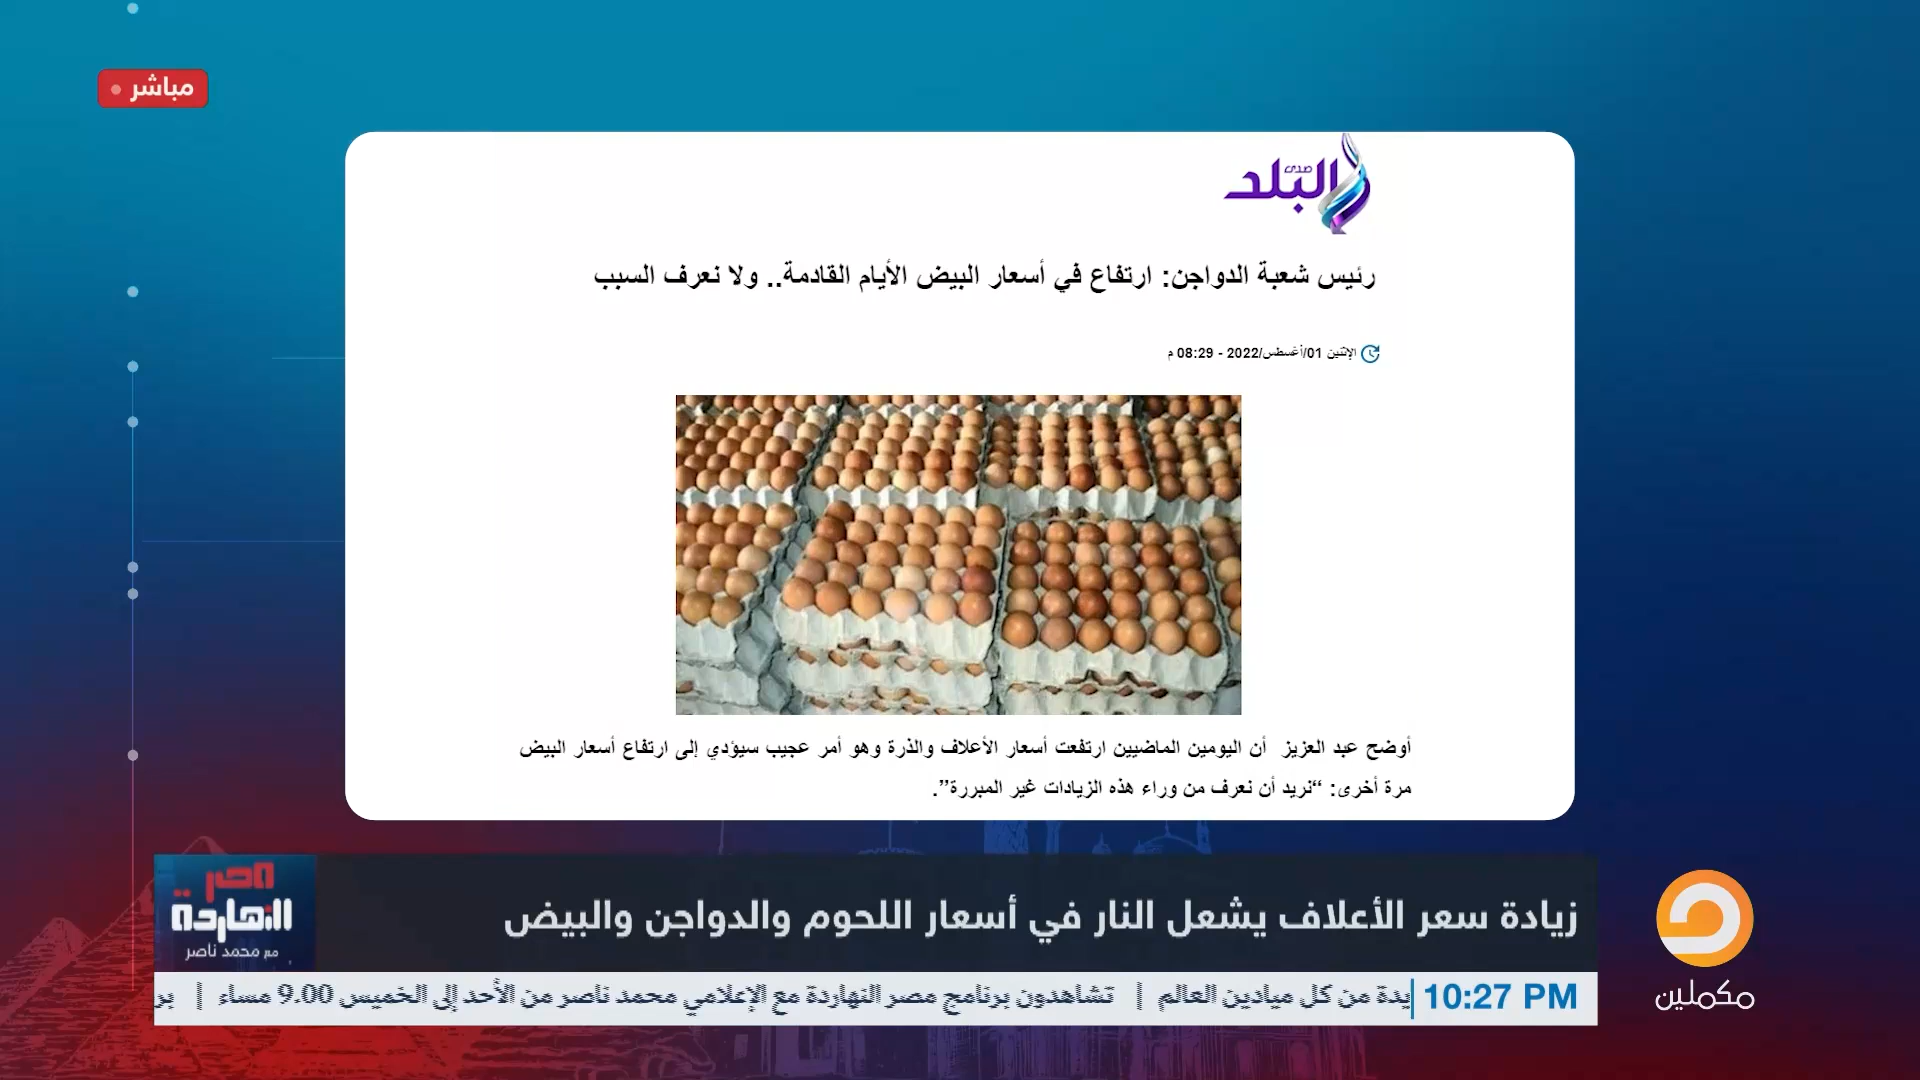 مباشر
صدى
البلد
رئيس شعبة الدواجن: ارتفاع في أسعار البيض الأيام القادمة.. ولا نعرف السبب
الإثنين 01/أغسطس/2022 - 08:29 م
أوضح عبد العزيز أن اليومين الماضيين ارتفعت أسعار الأعلاف والذرة وهو أمر عجيب سيؤدي إلى ارتفاع أسعار البيض
مرة أخرى: “نريد أن نعرف من وراء هذه الزيادات غير المبررة”.
زيادة سعر الأعلاف يشعل النار في أسعار اللحوم والدواجن والبيض
مصر
النهاردة
مع محمد ناصر
10:27 PM
يدة من كل ميادين العالم | تشاهدون برنامج مصر النهاردة مع الإعلامي محمد ناصر من الأحد إلى الخميس 9.00 مساء | بر
مكملين